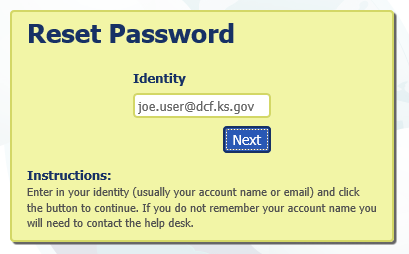 Reset Password
Identity
joe.user@dcf.ks.gov
Next
Instructions:
Enter in your identity (usually your account name or email) and click
the button to continue. If you do not remember your account name you
will need to contact the help desk.